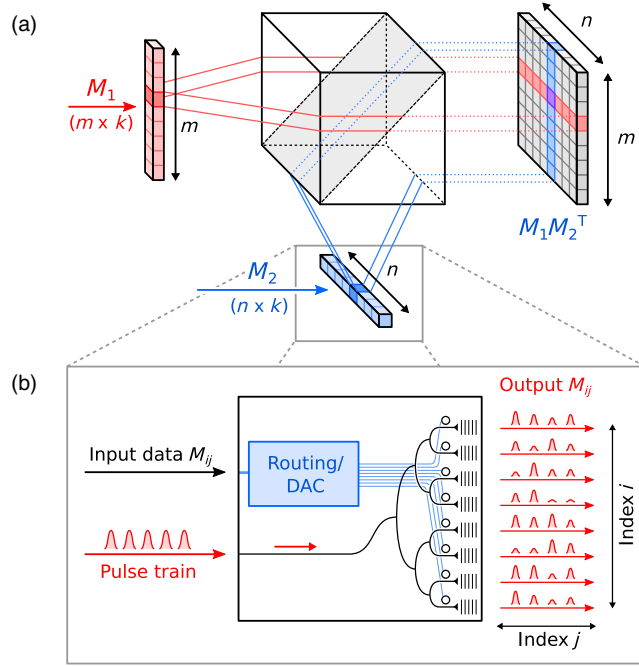 (a)
n
M₁
(m x k)
m
m
M₁M₂ᵀ
M₂
(n x k)
n
(b)
Output Mᵢⱼ
Input data Mᵢⱼ
Routing/
DAC
Index i
Pulse train
Index j